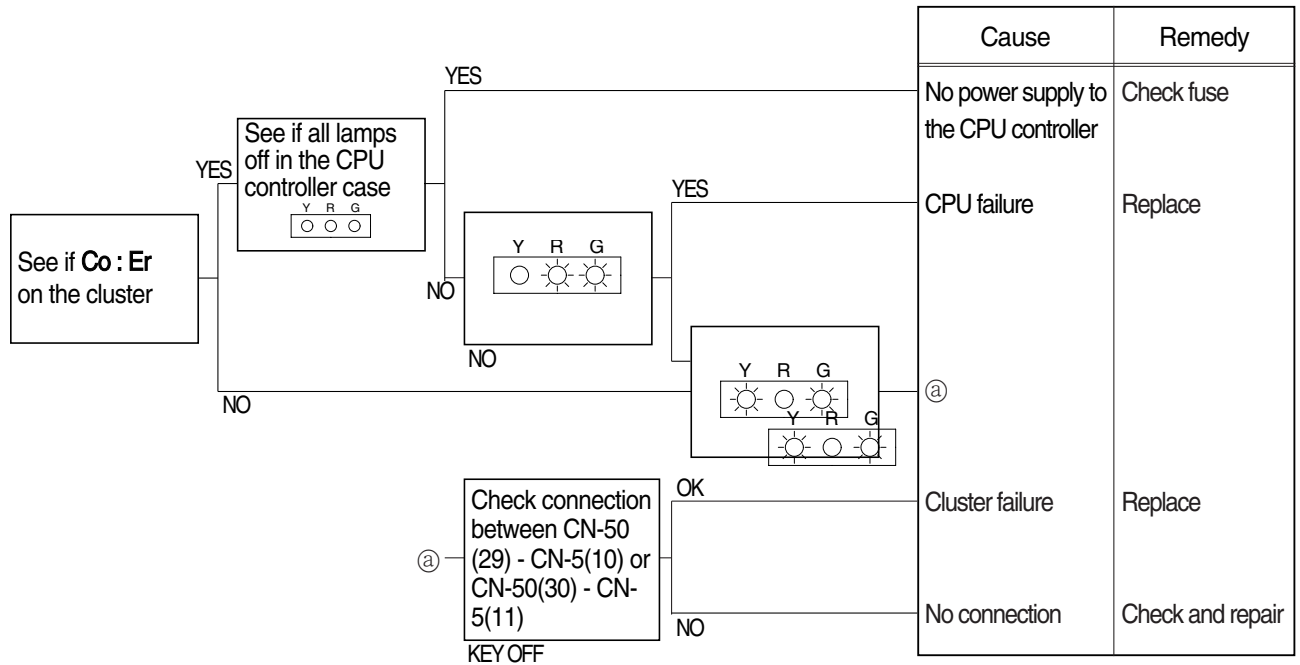 Cause Remedy
YES
No power supply to Check fuse
the CPU controller
See if all lamps
off in the CPU
controller case
Y R G
YES
YES
CPU failure Replace
See if Co : Er
on the cluster
Y R G
NO
NO
Y R G
NO
ⓐ
Y R G
Check connection
between CN-50
(29) - CN-5(10) or
CN-50(30) - CN-
5(11)
OK
Cluster failure Replace
ⓐ
NO
No connection Check and repair
KEY OFF